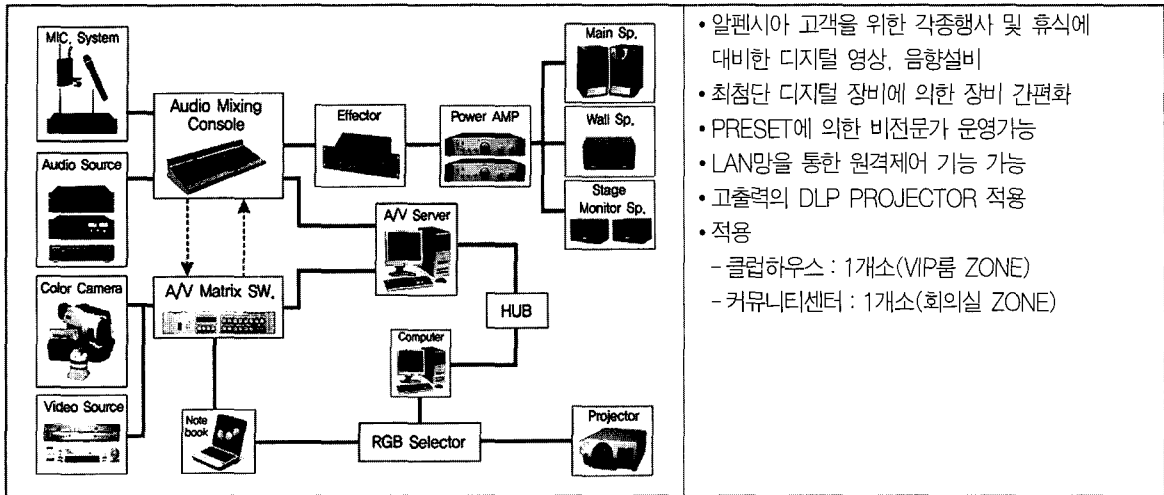 MIC. System
Audio Mixing
Console
Effector
Power AMP
Main Sp.
Wall Sp.
Stage
Monitor Sp.
Audio Source
A/V Server
Color Camera
A/V Matrix SW.
HUB
Computer
Video Source
Note
book
RGB Selector
Projector
• 알펜시아 고객을 위한 각종행사 및 휴식에
대비한 디지털 영상, 음향설비
• 최첨단 디지털 장비에 의한 장비 간편화
• PRESET에 의한 비전문가 운영가능
• LAN망을 통한 원격제어 기능 가능
• 고출력의 DLP PROJECTOR 적용
• 적용
- 클럽하우스 : 1개소(VIP룸 ZONE)
- 커뮤니티센터 : 1개소(회의실 ZONE)